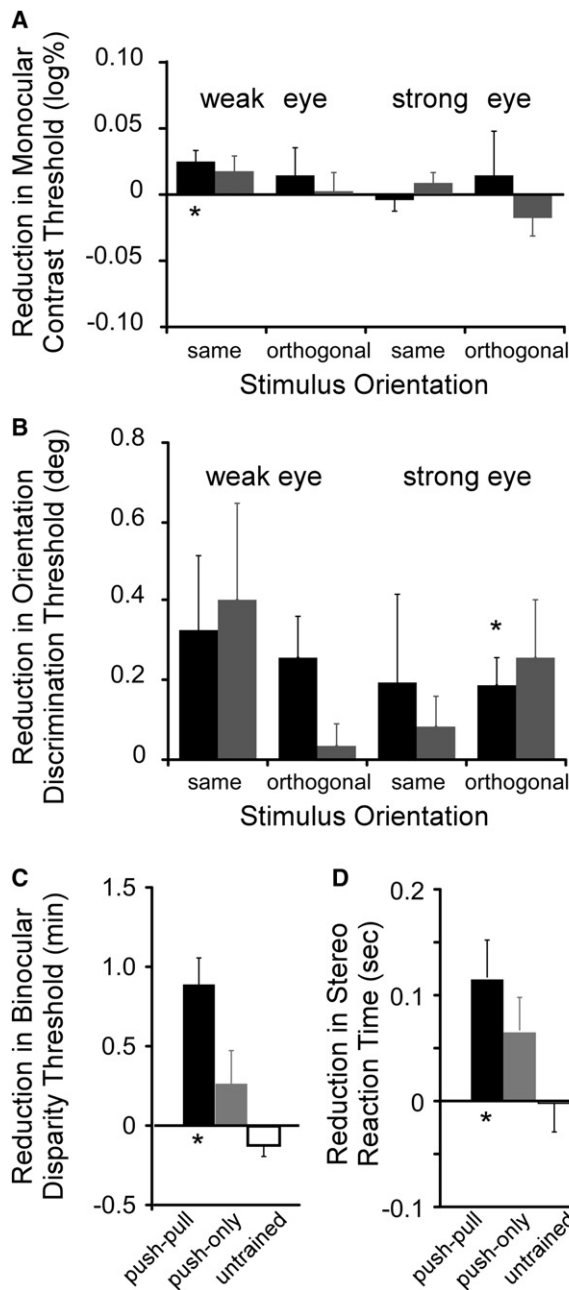 A
Reduction in Monocular
Contrast Threshold (log%)
0.10
0.05
0
-0.05
-0.10
weak eye strong eye
*
same orthogonal same orthogonal
Stimulus Orientation
B
Reduction in Orientation
Discrimination Threshold (deg)
0.8
0.6
0.4
0.2
0
weak eye strong eye
*
same orthogonal same orthogonal
Stimulus Orientation
C
Reduction in Binocular
Disparity Threshold (min)
1.5
1.0
0.5
0
-0.5
*
push-pull
push-only
untrained
D
Reduction in Stereo
Reaction Time (sec)
0.2
0.1
0
-0.1
*
push-pull
push-only
untrained